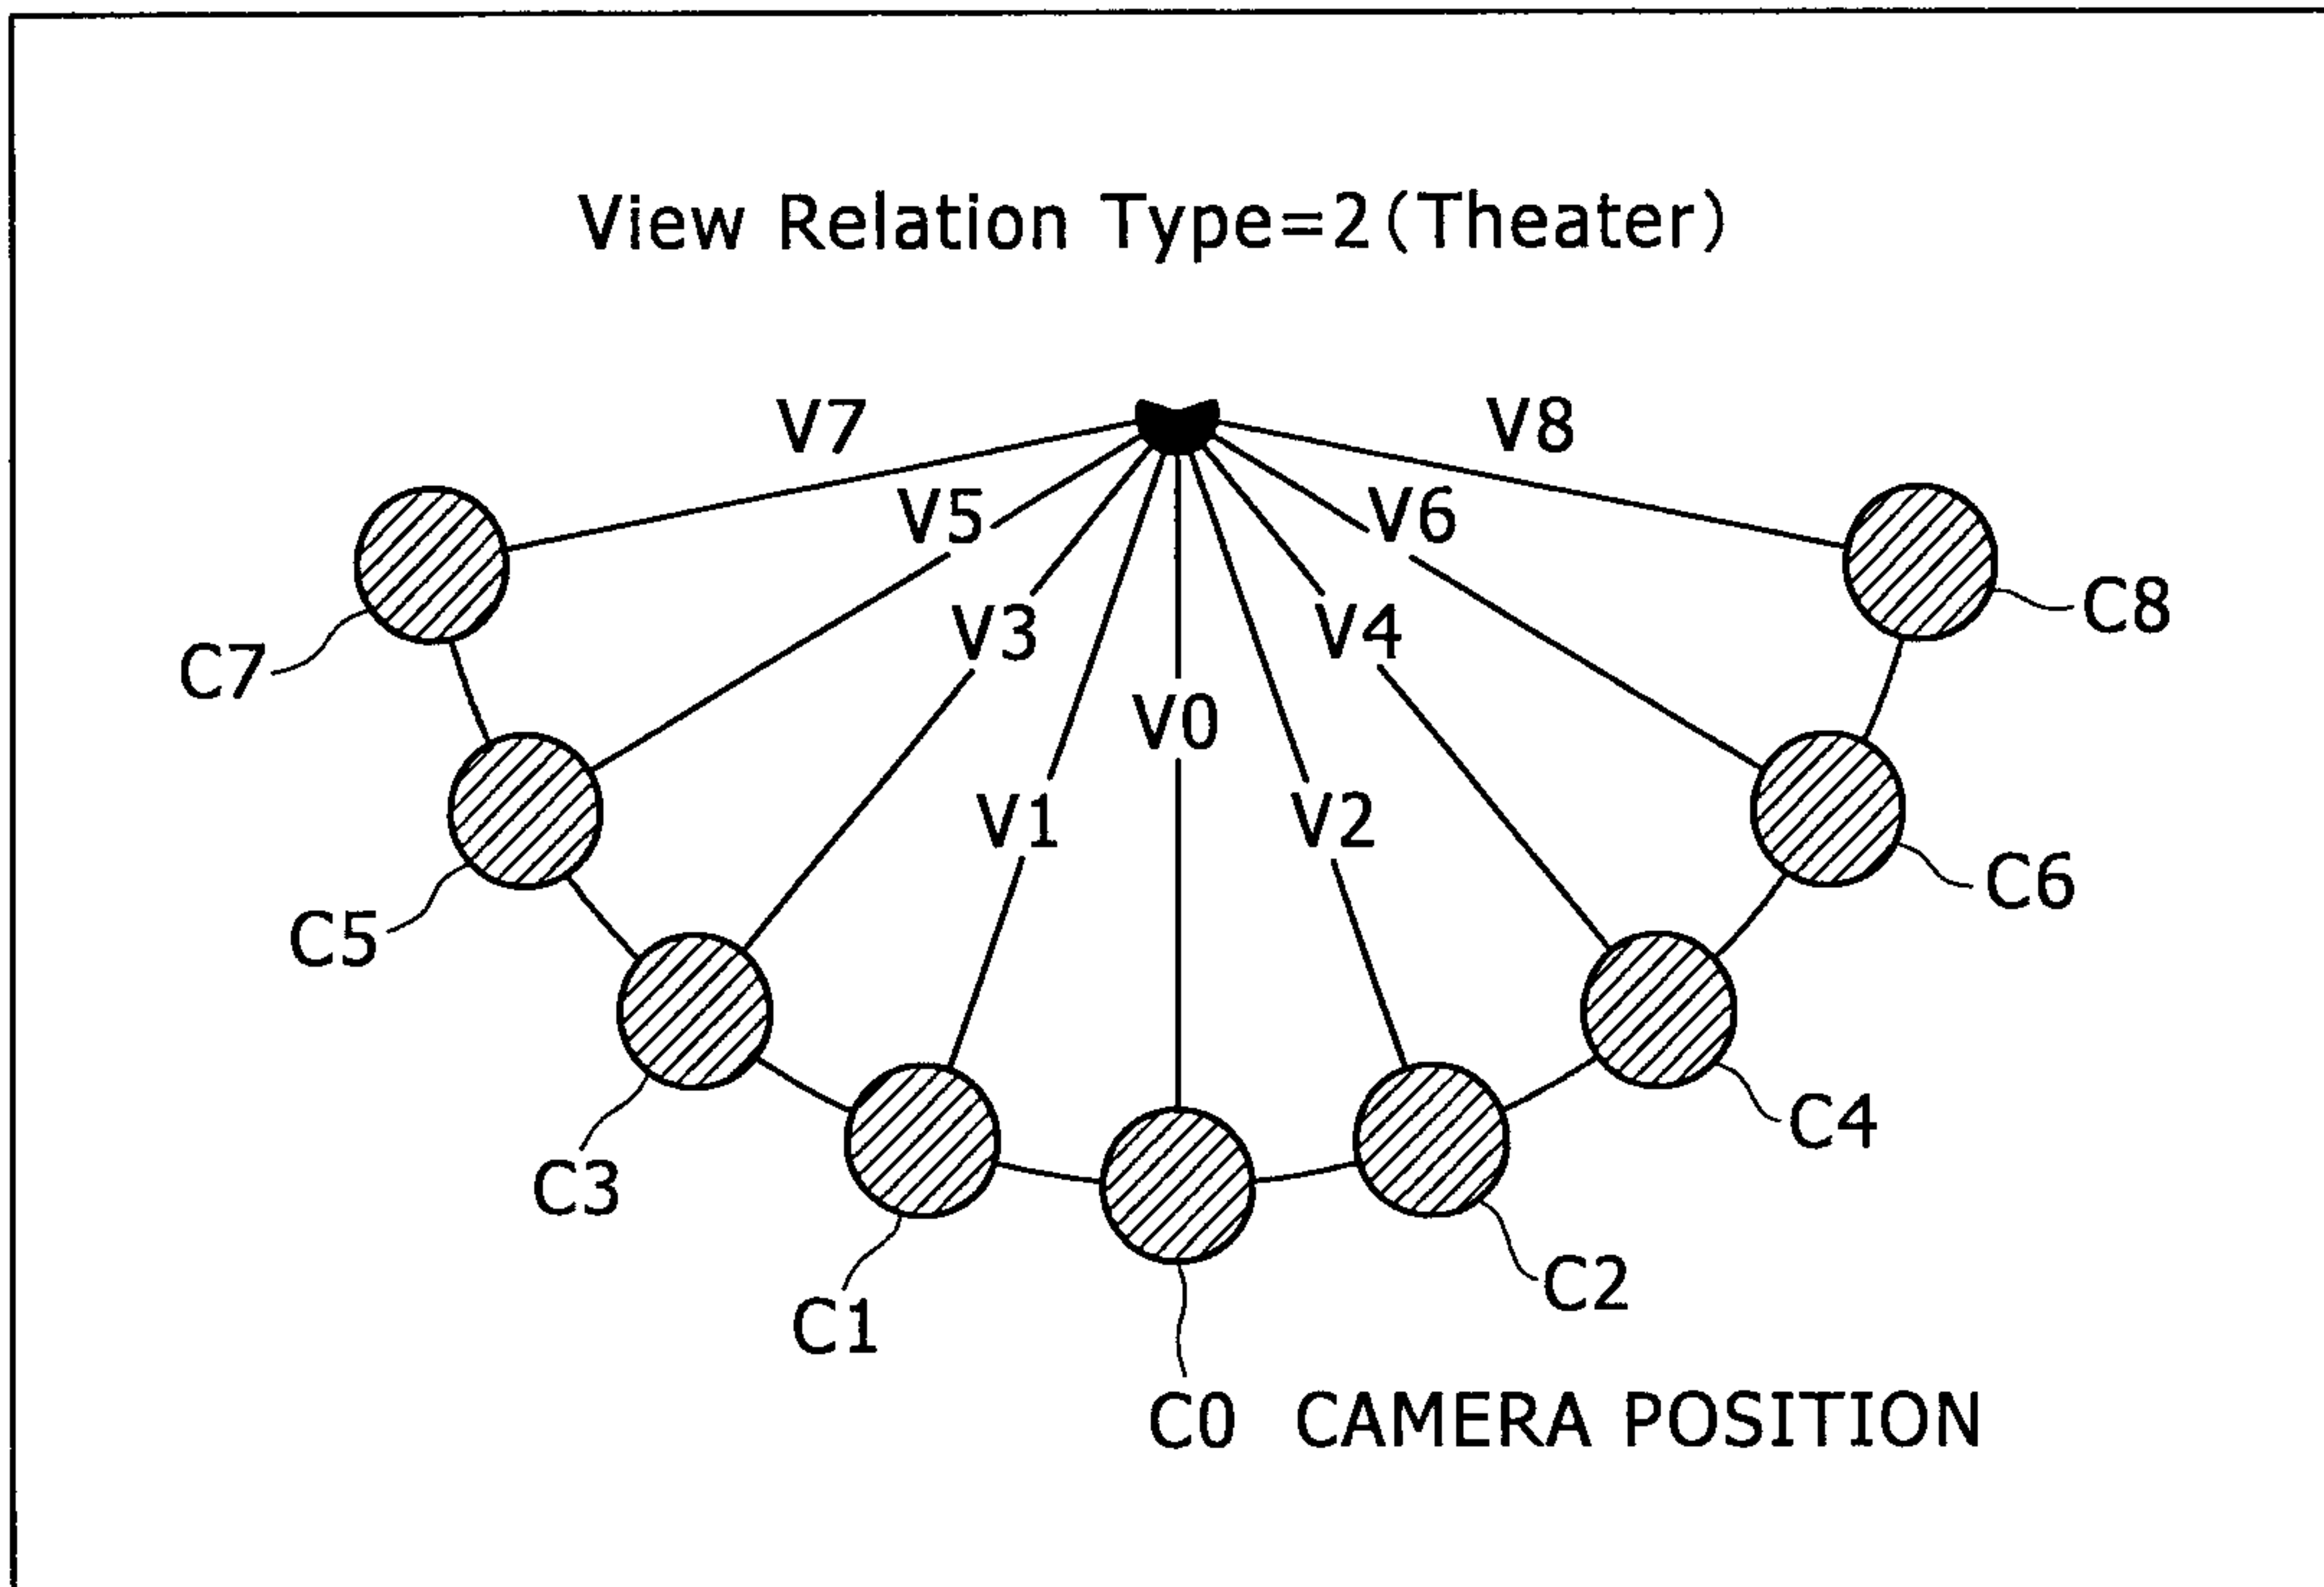 View Relation Type=2(Theater)
V7
V8
V5
V6
V3
V4
C8
C7
V0
V1
V2
C6
C5
C4
C3
C2
C1
C0 CAMERA POSITION